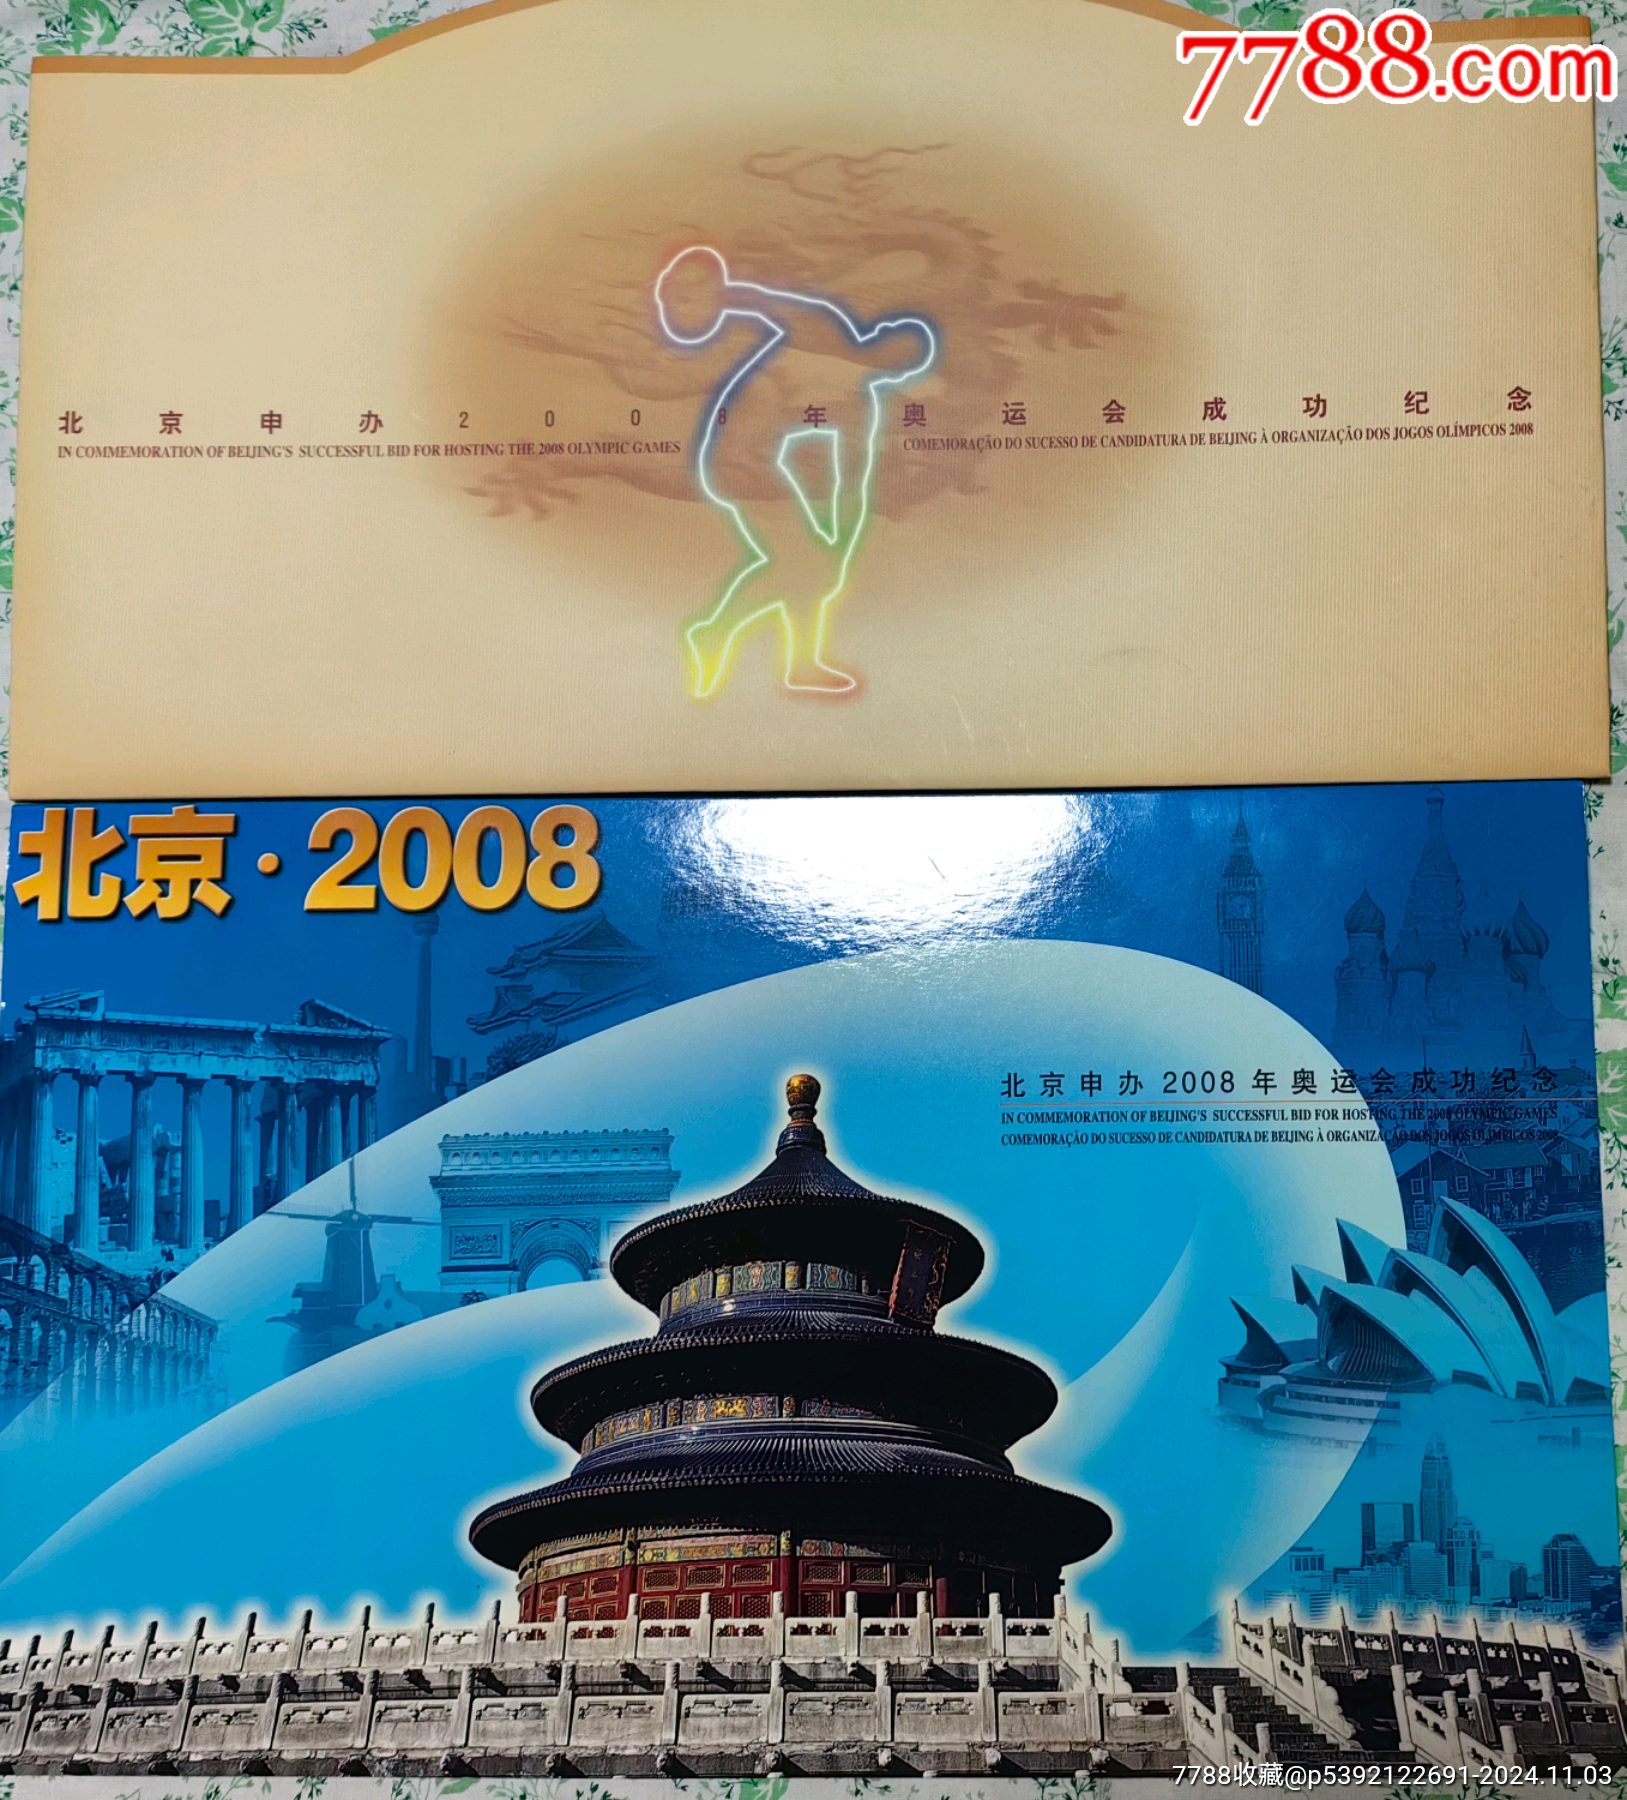 7788.com
北京申办2008年奥运会成功纪念
IN COMMEMORATION OF BEIJING'S SUCCESSFUL BID FOR HOSTING THE 2008 OLYMPIC GAMES
COMEMORAÇÃO DO SUCESSO DE CANDIDATURA DE BEIJING À ORGANIZAÇÃO DOS JOGOS OLÍMPICOS 2008
北京·2008
北京申办2008年奥运会成功纪念
IN COMMEMORATION OF BEIJING'S SUCCESSFUL BID FOR HOSTING THE 2008 OLYMPIC GAMES
COMEMORAÇÃO DO SUCESSO DE CANDIDATURA DE BEIJING À ORGANIZAÇÃO DOS JOGOS OLÍMPICOS 2008
7788收藏@p5392122691-2024.11.03